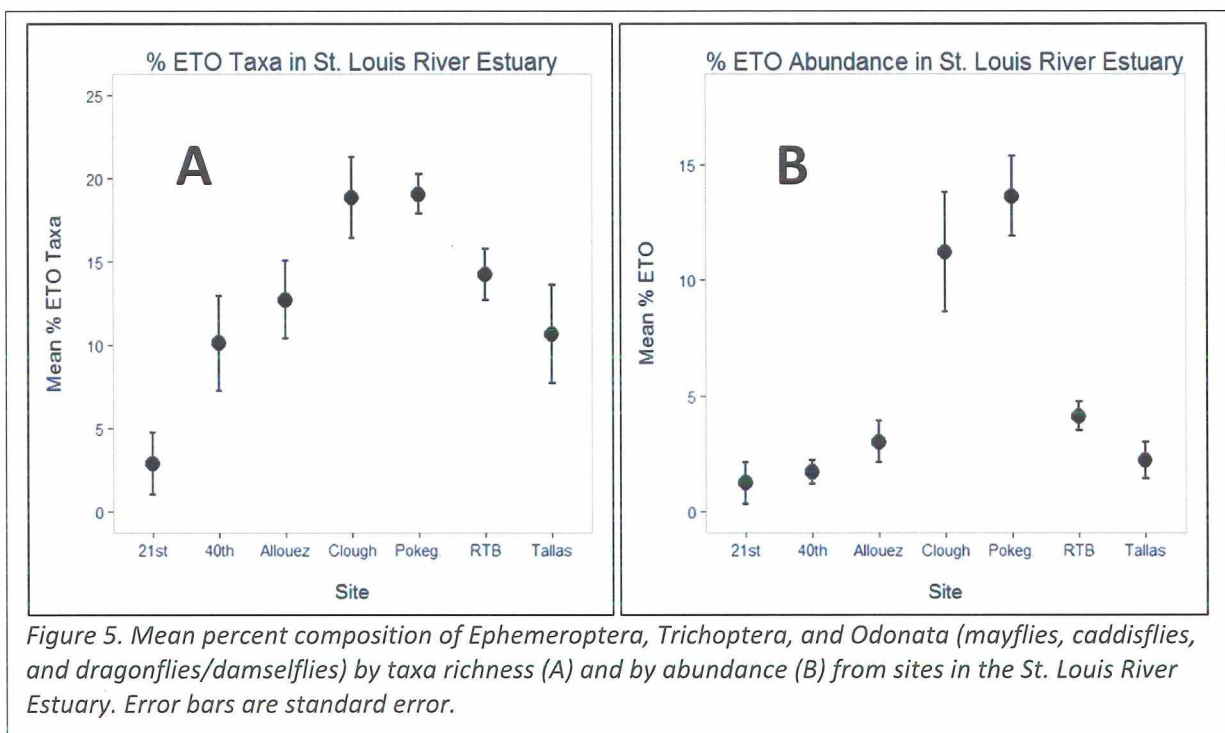 % ETO Taxa in St. Louis River Estuary
A
Mean % ETO Taxa
25
20
15
10
5
0
21st 40th Allouez Clough Pokeg. RTB Tallas
Site
% ETO Abundance in St. Louis River Estuary
B
Mean % ETO
15
10
5
0
21st 40th Allouez Clough Pokeg. RTB Tallas
Site
Figure 5. Mean percent composition of Ephemeroptera, Trichoptera, and Odonata (mayflies, caddisflies,
and dragonflies/damselflies) by taxa richness (A) and by abundance (B) from sites in the St. Louis River
Estuary. Error bars are standard error.